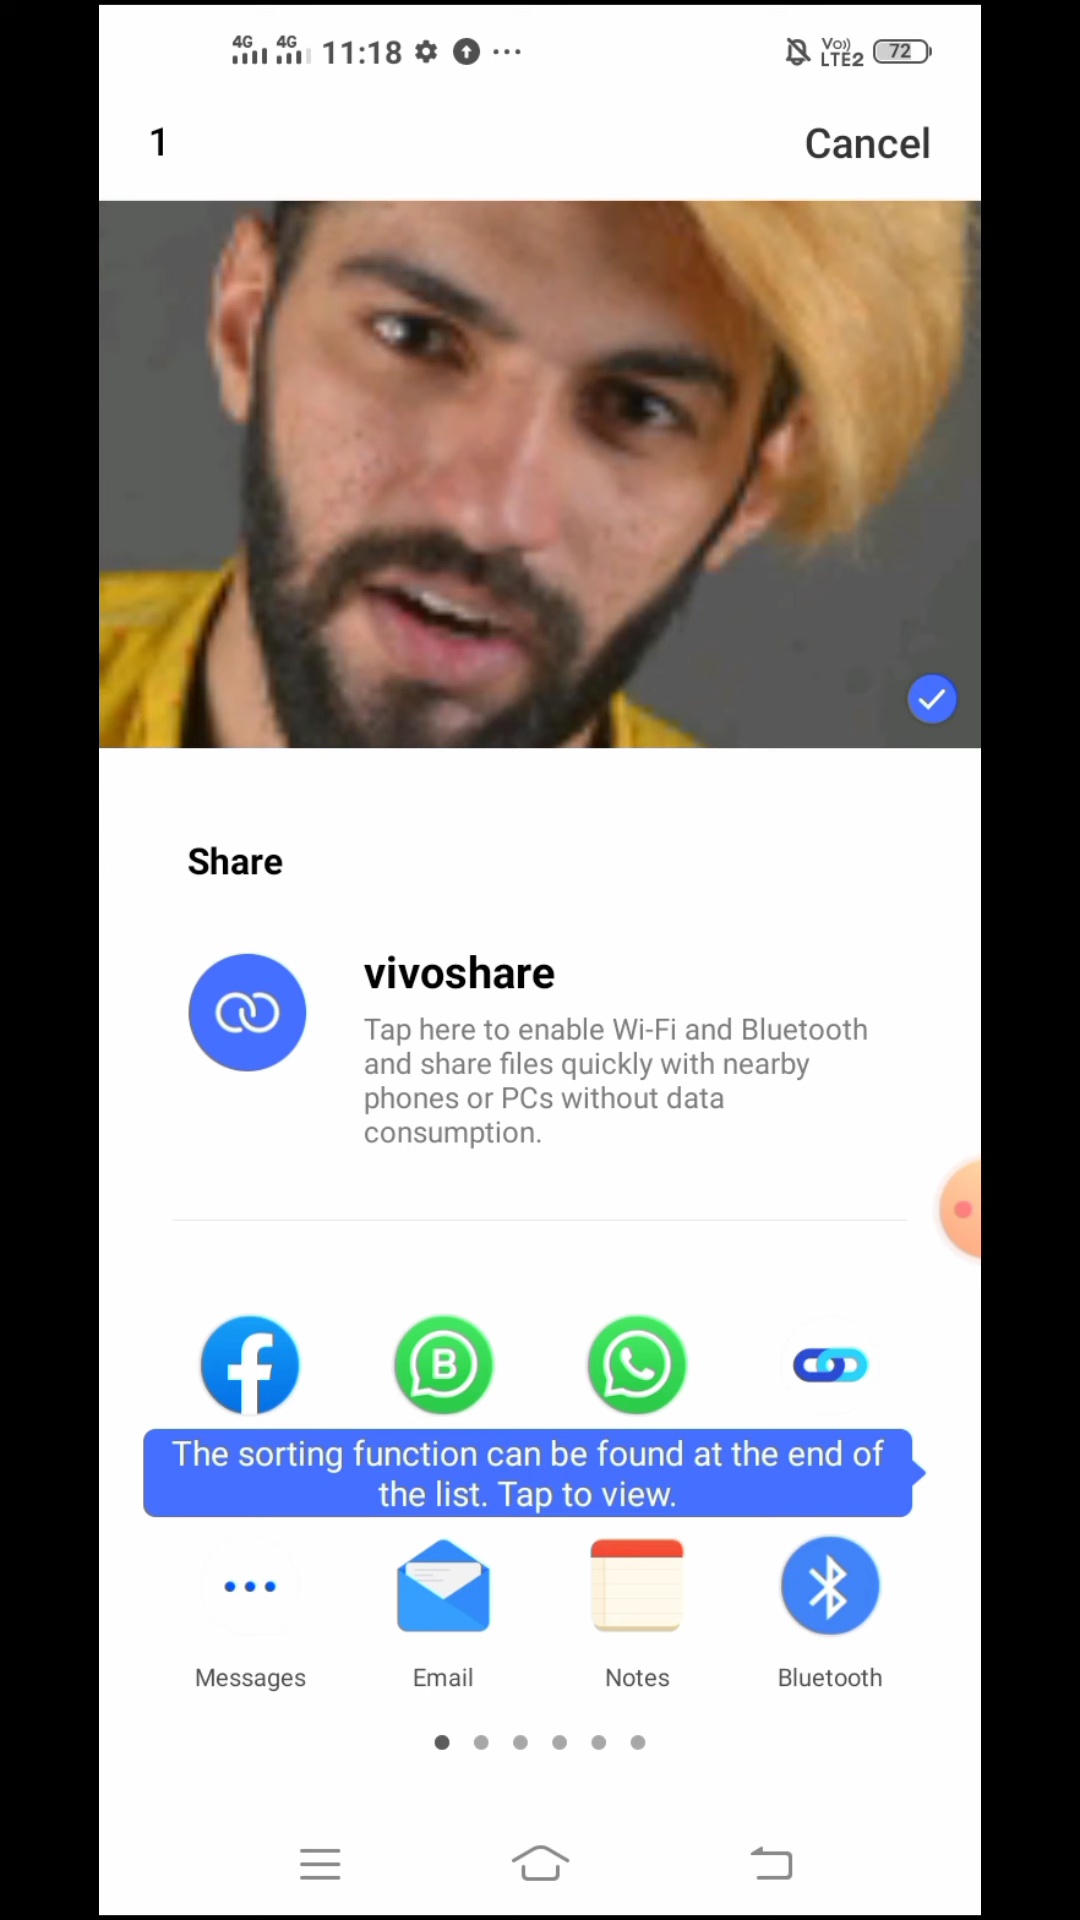 4G 4G 11:18 Vo)) LTE2 72
1 Cancel
Share
vivoshare
Tap here to enable Wi-Fi and Bluetooth
and share files quickly with nearby
phones or PCs without data
consumption.
B
The sorting function can be found at the end of
the list. Tap to view.
Messages Email Notes Bluetooth